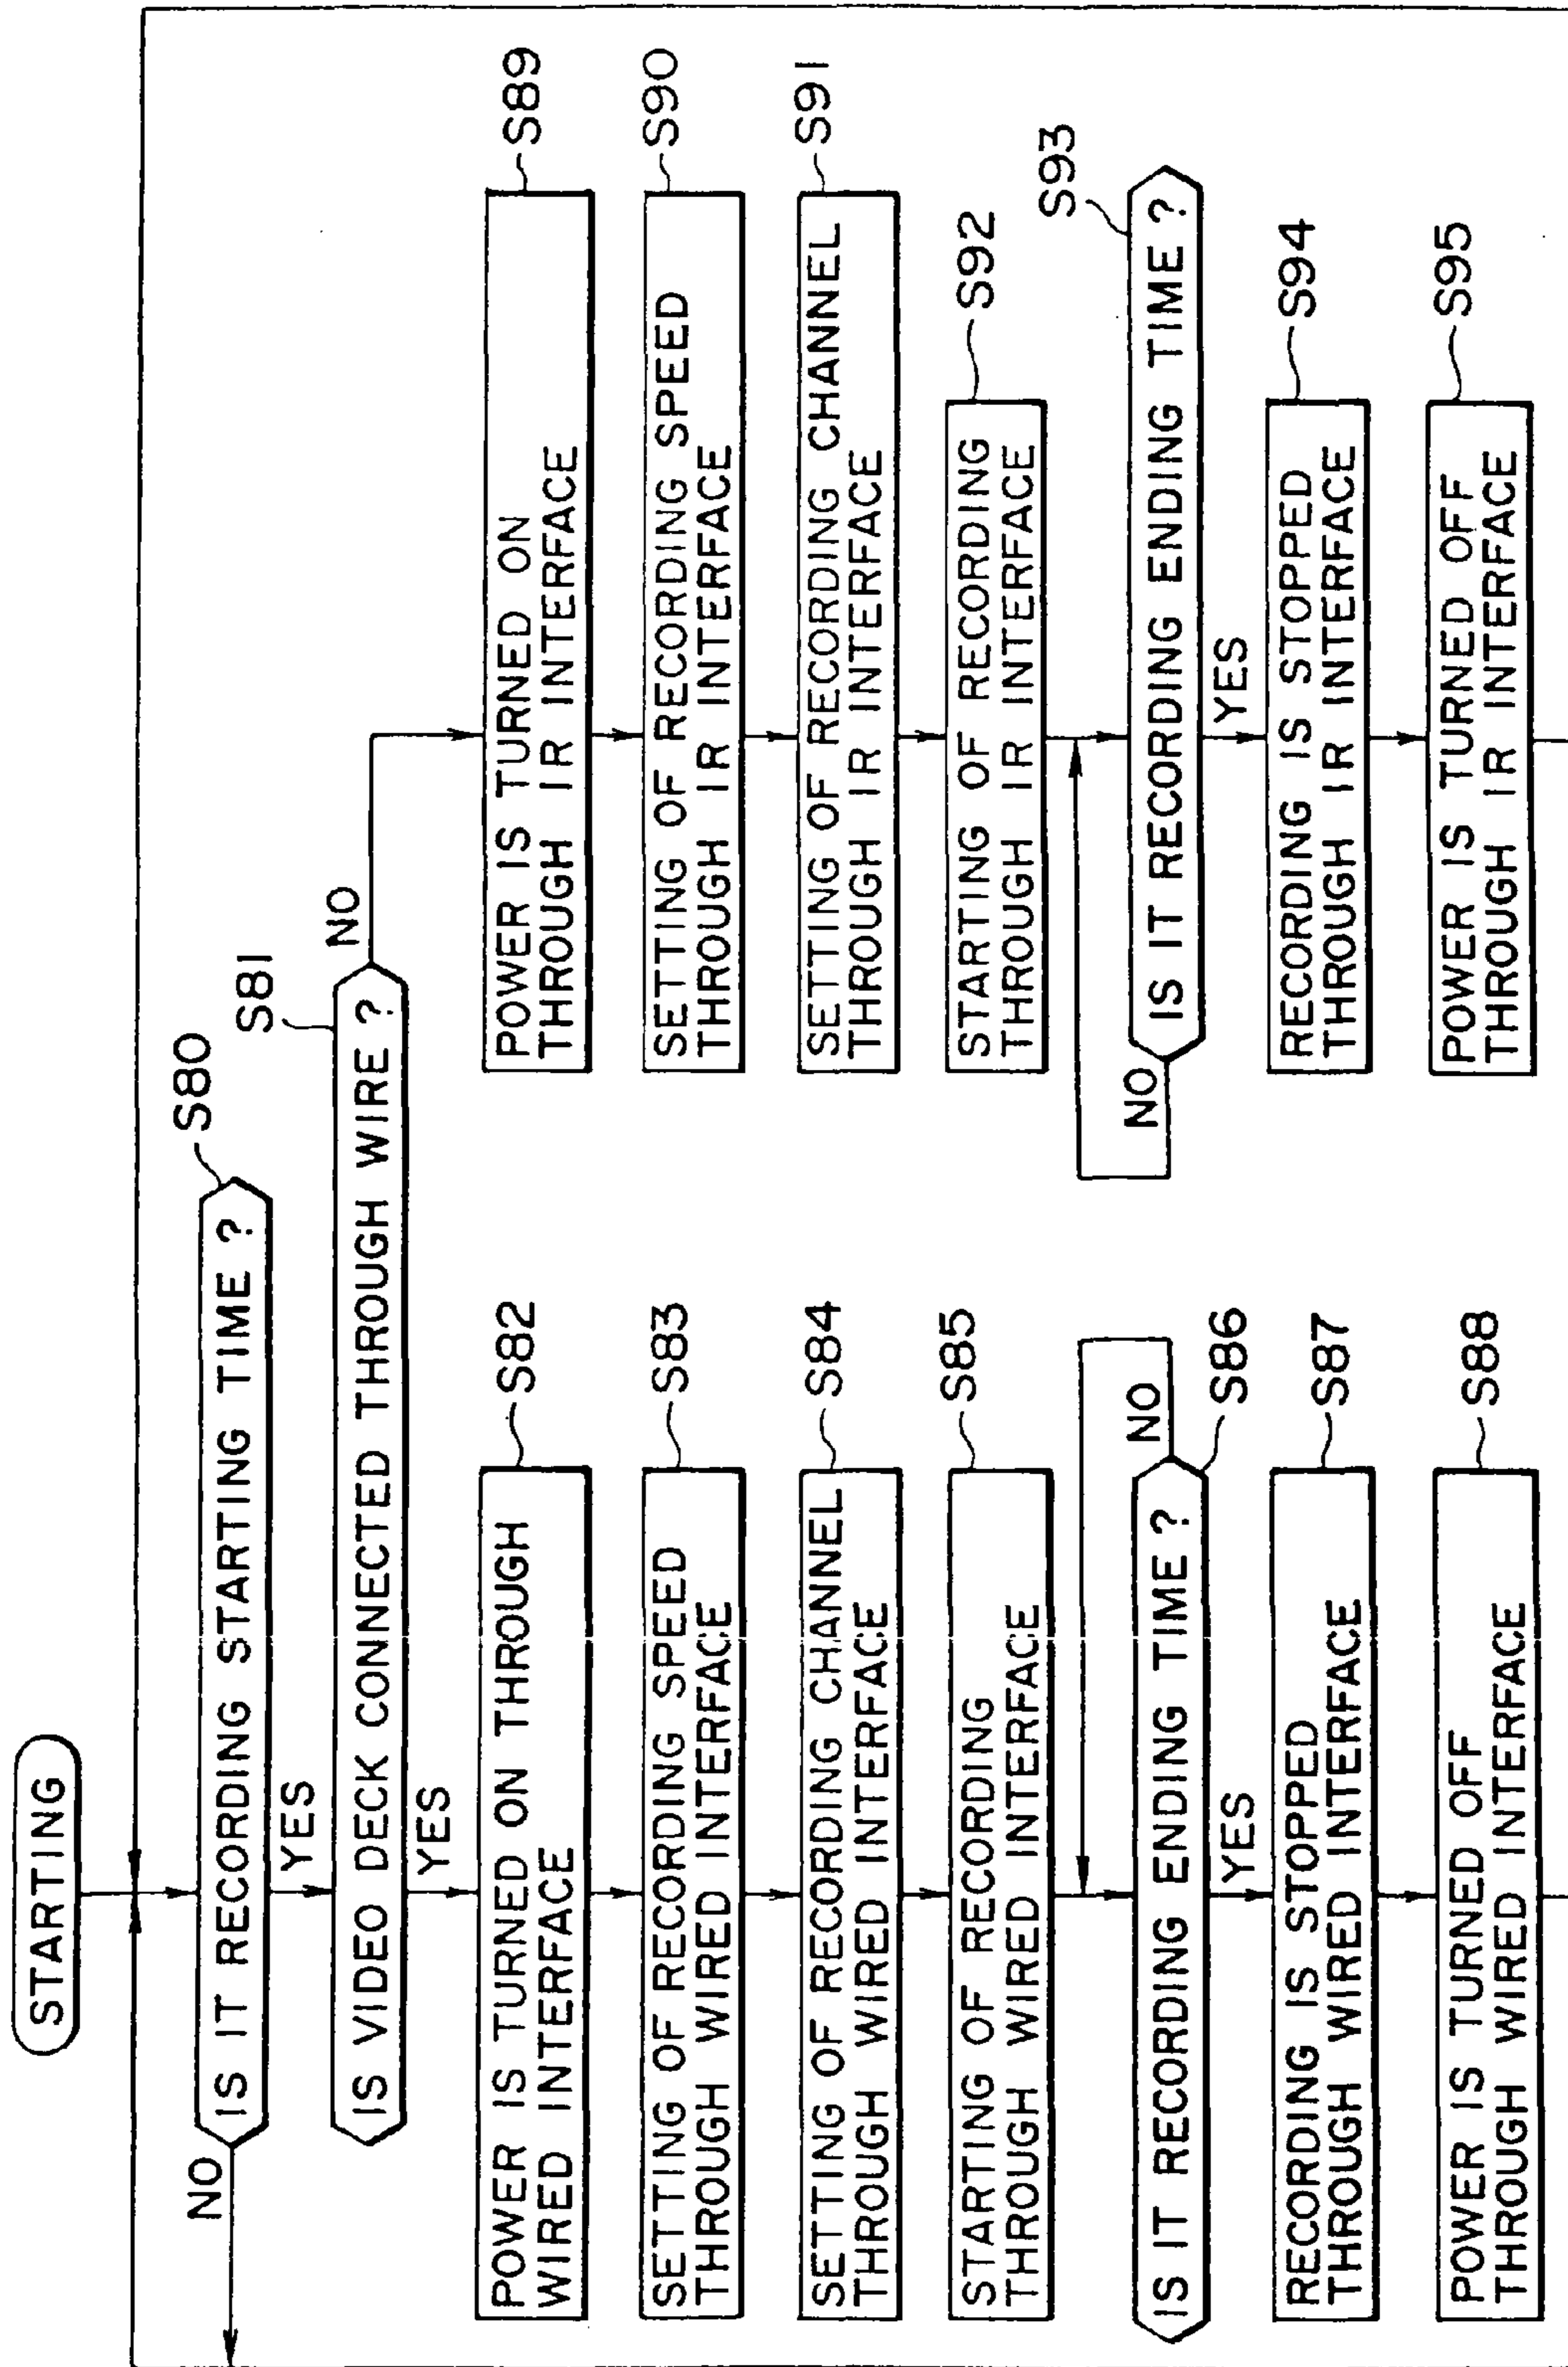 STARTING
IS IT RECORDING STARTING TIME ?
S80
NO
YES
IS VIDEO DECK CONNECTED THROUGH WIRE ?
S81
NO
YES
POWER IS TURNED ON THROUGH
WIRED INTERFACE
S82
SETTING OF RECORDING SPEED
THROUGH WIRED INTERFACE
S83
SETTING OF RECORDING CHANNEL
THROUGH WIRED INTERFACE
S84
STARTING OF RECORDING
THROUGH WIRED INTERFACE
S85
IS IT RECORDING ENDING TIME ?
S86
NO
YES
RECORDING IS STOPPED
THROUGH WIRED INTERFACE
S87
POWER IS TURNED OFF
THROUGH WIRED INTERFACE
S88
POWER IS TURNED ON
THROUGH IR INTERFACE
S89
SETTING OF RECORDING SPEED
THROUGH IR INTERFACE
S90
SETTING OF RECORDING CHANNEL
THROUGH IR INTERFACE
S91
STARTING OF RECORDING
THROUGH IR INTERFACE
S92
IS IT RECORDING ENDING TIME ?
S93
NO
YES
RECORDING IS STOPPED
THROUGH IR INTERFACE
S94
POWER IS TURNED OFF
THROUGH IR INTERFACE
S95